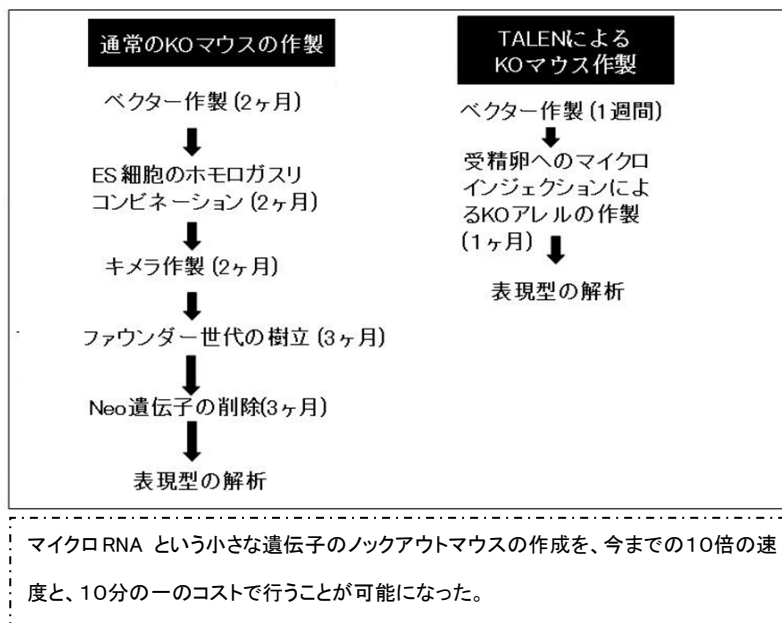 通常のKOマウスの作製
ベクター作製(2ヶ月)
ES細胞のホモロガスリ
コンビネーション(2ヶ月)
キメラ作製(2ヶ月)
ファウンダー世代の樹立(3ヶ月)
Neo遺伝子の削除(3ヶ月)
表現型の解析
TALENによる
KOマウス作製
ベクター作製(1週間)
受精卵へのマイクロ
インジェクションによ
るKOアレルの作製
(1ヶ月)
表現型の解析
マイクロRNA という小さな遺伝子のノックアウトマウスの作成を、今までの10倍の速
度と、10分の一のコストで行うことが可能になった。